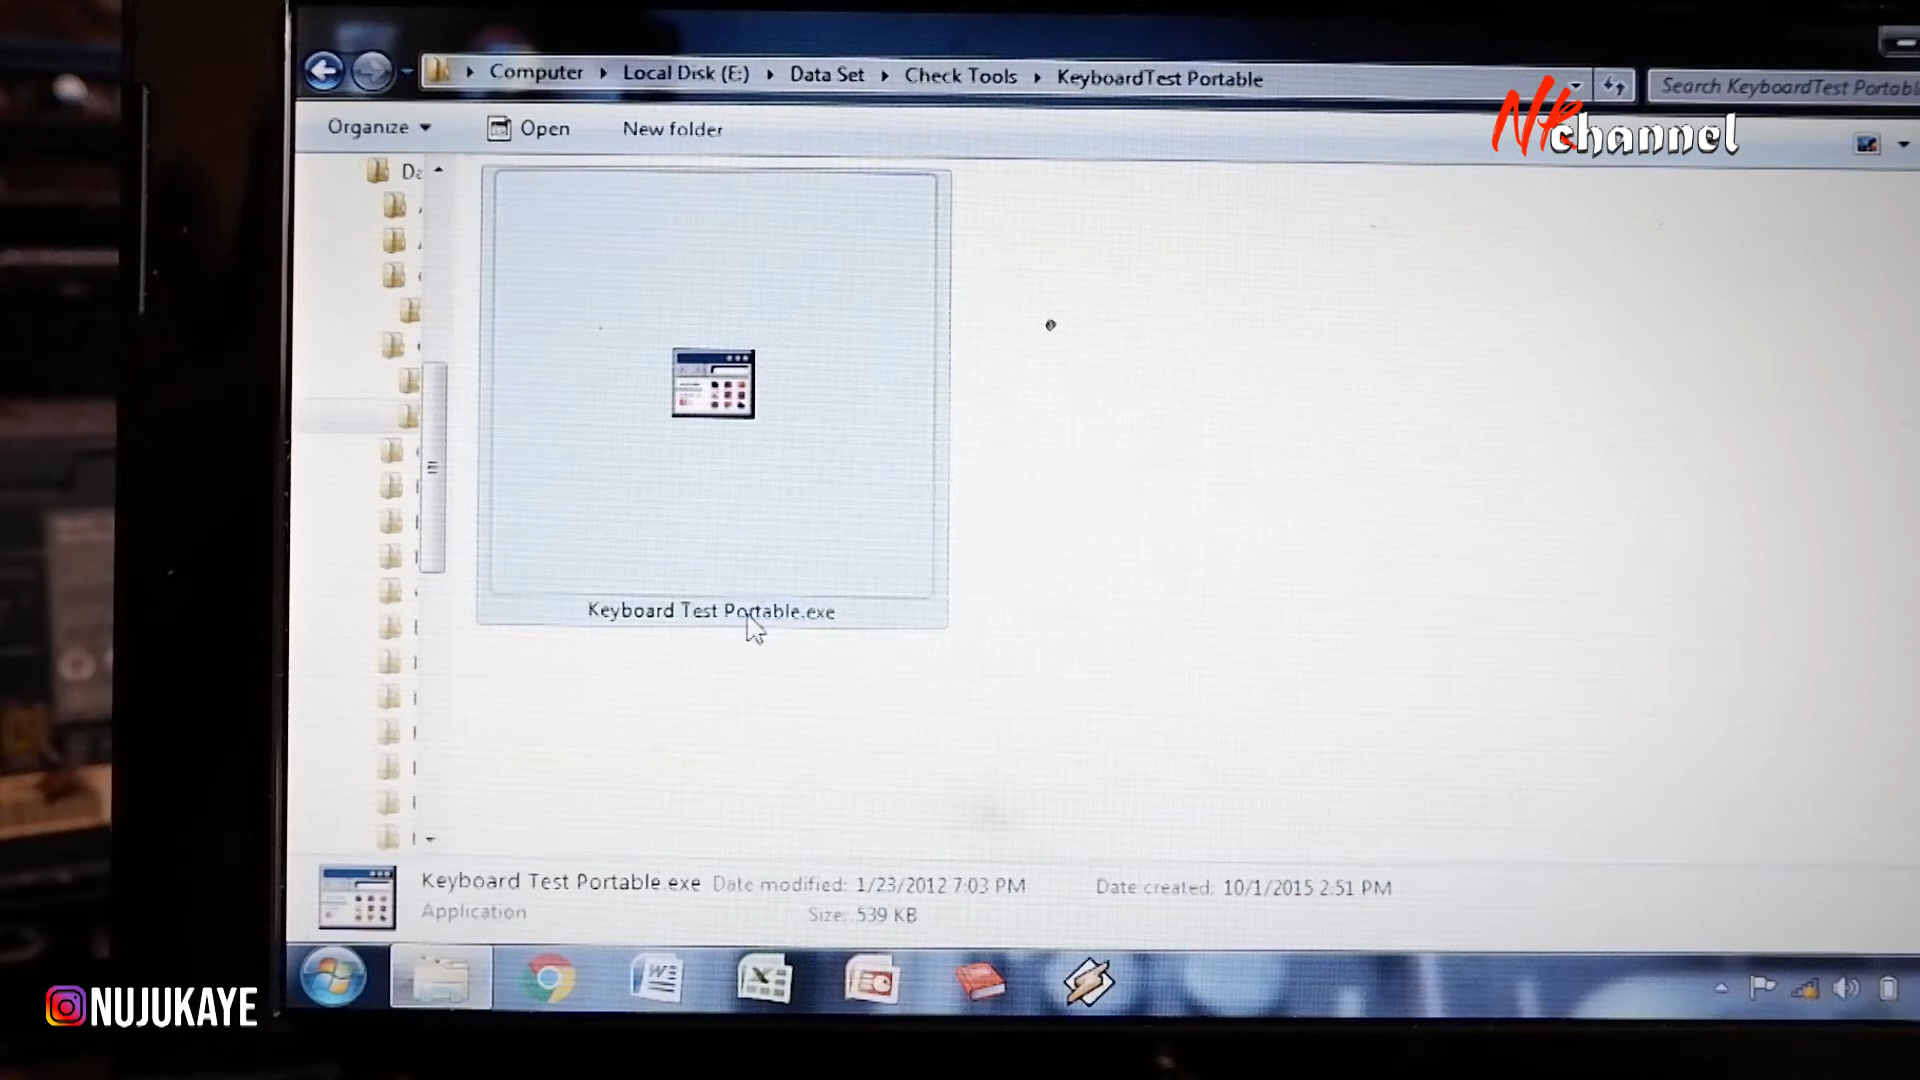 Computer Local Disk (E:) Data Set Check Tools KeyboardTest Portable
Search KeyboardTest Portabl
Nk channel
Organize Open New folder
Da
Keyboard Test Portable.exe
Keyboard Test Portable.exe Date modified: 1/23/2012 7:03 PM Date created: 10/1/2015 2:51 PM
Application Size: 539 KB
NUJUKAYE